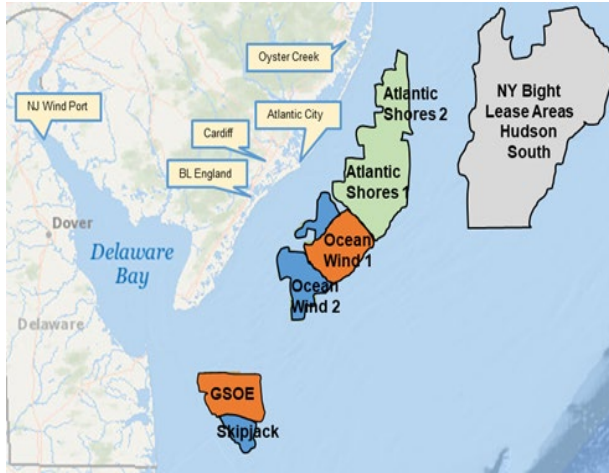 Oyster Creek
NJ Wind Port
Atlantic City
Cardiff
BL England
Atlantic
Shores 2
NY Bight
Lease Areas
Hudson
South
Atlantic
Shores 1
Dover
Delaware
Bay
Ocean
Wind 1
Ocean
Wind 2
Delaware
GSOE
Skipjack